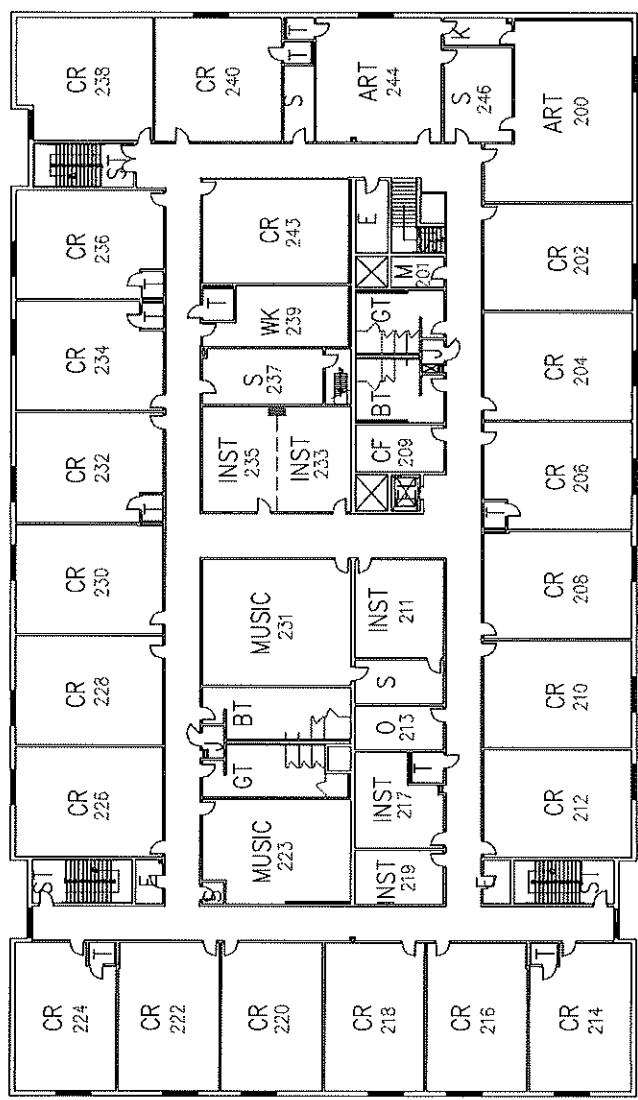 CR
238
CR
240
T
T
S
ART
244
K
S
246
ART
200
ST
CR
236
T
CR
243
E
M
201
CR
202
T
CR
234
T
WK
239
GT
J
CR
204
S
237
BT
CR
232
T
INST
235
INST
233
CF
209
CR
206
T
CR
230
MUSIC
231
INST
211
CR
208
CR
228
BT
S
O
213
CR
210
J
GT
CR
226
MUSIC
223
INST
217
T
CR
212
ST
E
S
INST
219
E
ST
CR
224
T
CR
222
CR
220
CR
218
CR
216
T
CR
214